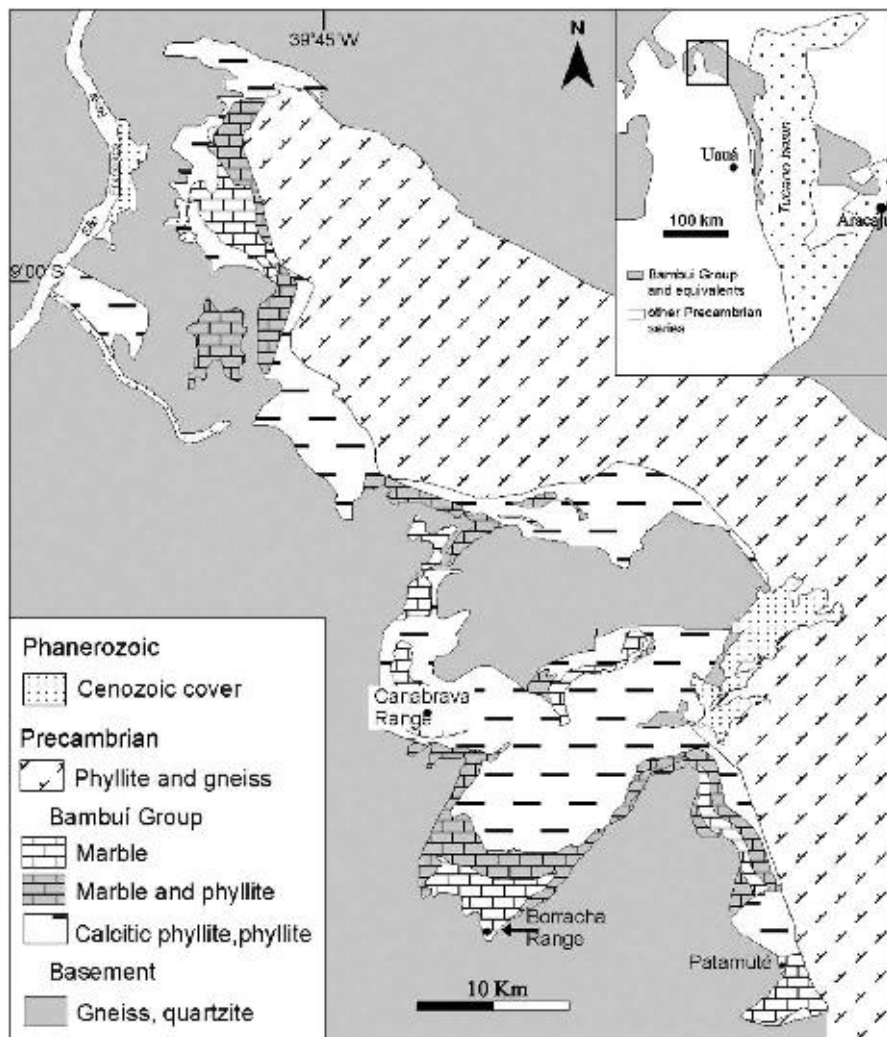 39°45' W
N
9°00' S
Uauá
Tucano basin
Aracaju
100 km
Bambuí Group
and equivalents
other Precambrian
series
Canabrava
Range
Borracha
Range
Patamuté
10 Km
Phanerozoic
Cenozoic cover
Precambrian
Phyllite and gneiss
Bambuí Group
Marble
Marble and phyllite
Calcitic phyllite,phyllite
Basement
Gneiss, quartzite